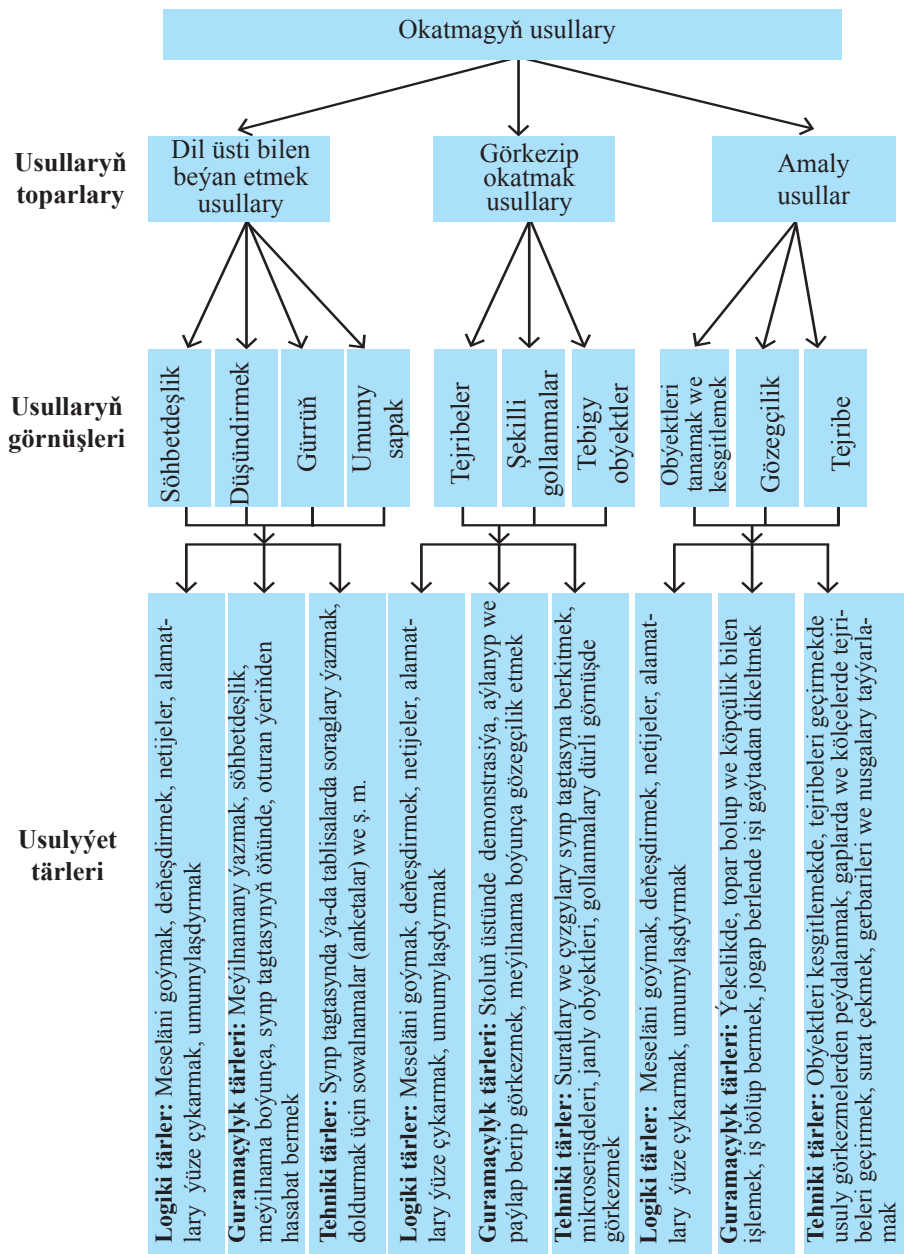 Okatmagyň usullary
Usullaryň
toparlary
Dil üsti bilen
beýan etmek
usullary
Görkezip
okatmak
usullary
Amaly
usullar
Usullaryň
görnüşleri
Söhbetdeşlik
Düşündirmek
Gürrüň
Umumy
sapak
Tejribeler
Şekilli
gollanmalar
Tebigy
obýektler
Obýektleri
tanamak we
kesgitlemek
Gözegçilik
Tejribe
Usulyýet
tärleri
Logiki tärler: Meseläni goýmak, deňeşdirmek, netijeler, alamat-
lary ýüze çykarmak, umumylaşdyrmak
Guramaçylyk tärleri: Meýilnamany ýazmak, söhbetdeşlik,
meýilnama boýunça, synp tagtasynyň öňünde, oturan ýeriňden
hasabat bermek
Tehniki tärler: Synp tagtasynda ýa-da tablisalarda soraglary ýazmak,
doldurmak üçin sowalnamalar (anketalar) we ş. m.
Logiki tärler: Meseläni goýmak, deňeşdirmek, netijeler, alamat-
lary ýüze çykarmak, umumylaşdyrmak
Guramaçylyk tärleri: Stoluň üstünde demonstrasiýa, aýlanyp we
paýlap berip görkezmek, meýilnama boýunça gözegçilik etmek
Tehniki tärler: Suratlary we çyzgylary synp tagtasyna berkitmek,
mikroserişdeleri, janly obýektleri, gollanmalary dürli görnüşde
görkezmek
Logiki tärler: Meseläni goýmak, deňeşdirmek, netijeler, alamat-
lary ýüze çykarmak, umumylaşdyrmak
Guramaçylyk tärleri: Ýekelikde, topar bolup we köpçülik bilen
işlemek, iş bölüp bermek, jogap berlende işi gaýtadan dikeltmek
Tehniki tärler: Obýektleri kesgitlemekde, tejribeleri geçirmekde
usuly görkezmelerden peýdalanmak, gaplarda we kölçelerde tejri-
beleri geçirmek, surat çekmek, gerbarileri we nusgalary taýýarla-
mak